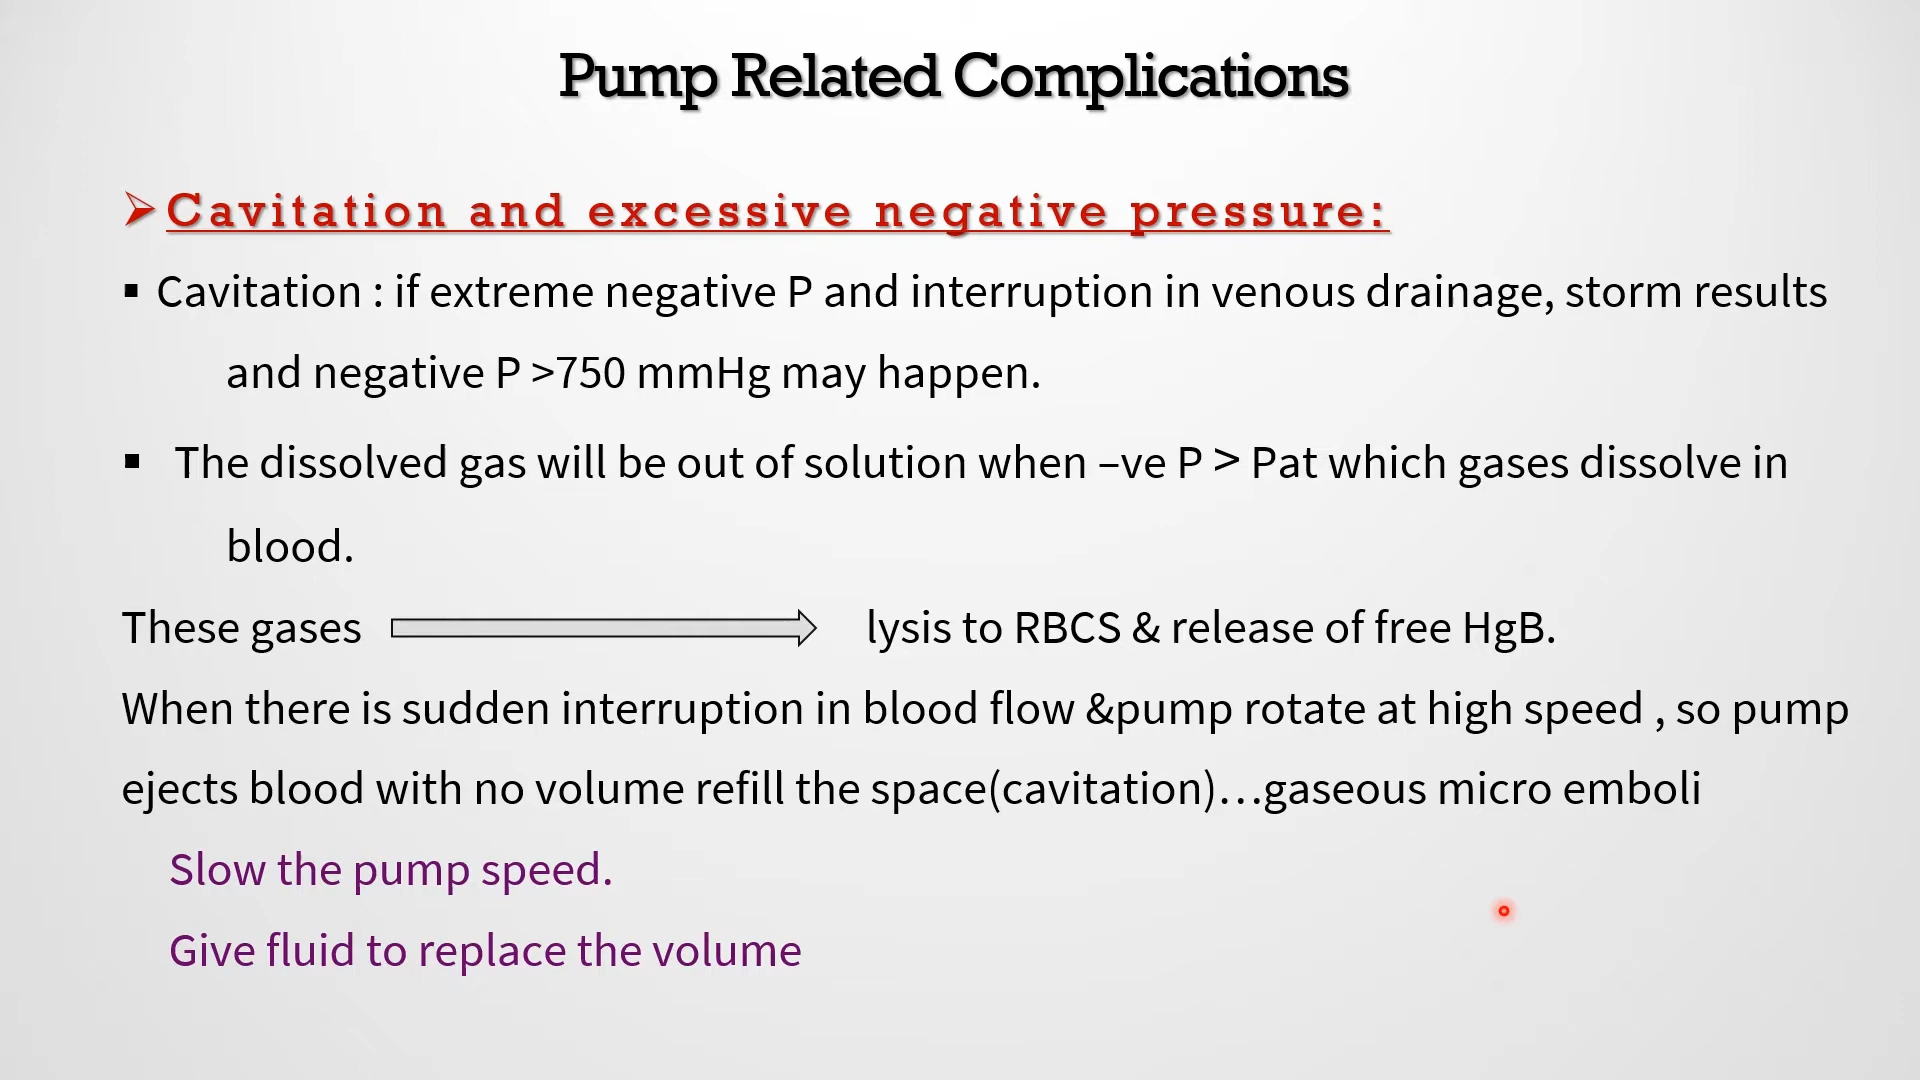 Pump Related Complications
➢ Cavitation and excessive negative pressure:
▪ Cavitation : if extreme negative P and interruption in venous drainage, storm results
and negative P >750 mmHg may happen.
▪ The dissolved gas will be out of solution when –ve P > Pat which gases dissolve in
blood.
These gases lysis to RBCS & release of free HgB.
When there is sudden interruption in blood flow &pump rotate at high speed , so pump
ejects blood with no volume refill the space(cavitation)…gaseous micro emboli
Slow the pump speed.
Give fluid to replace the volume